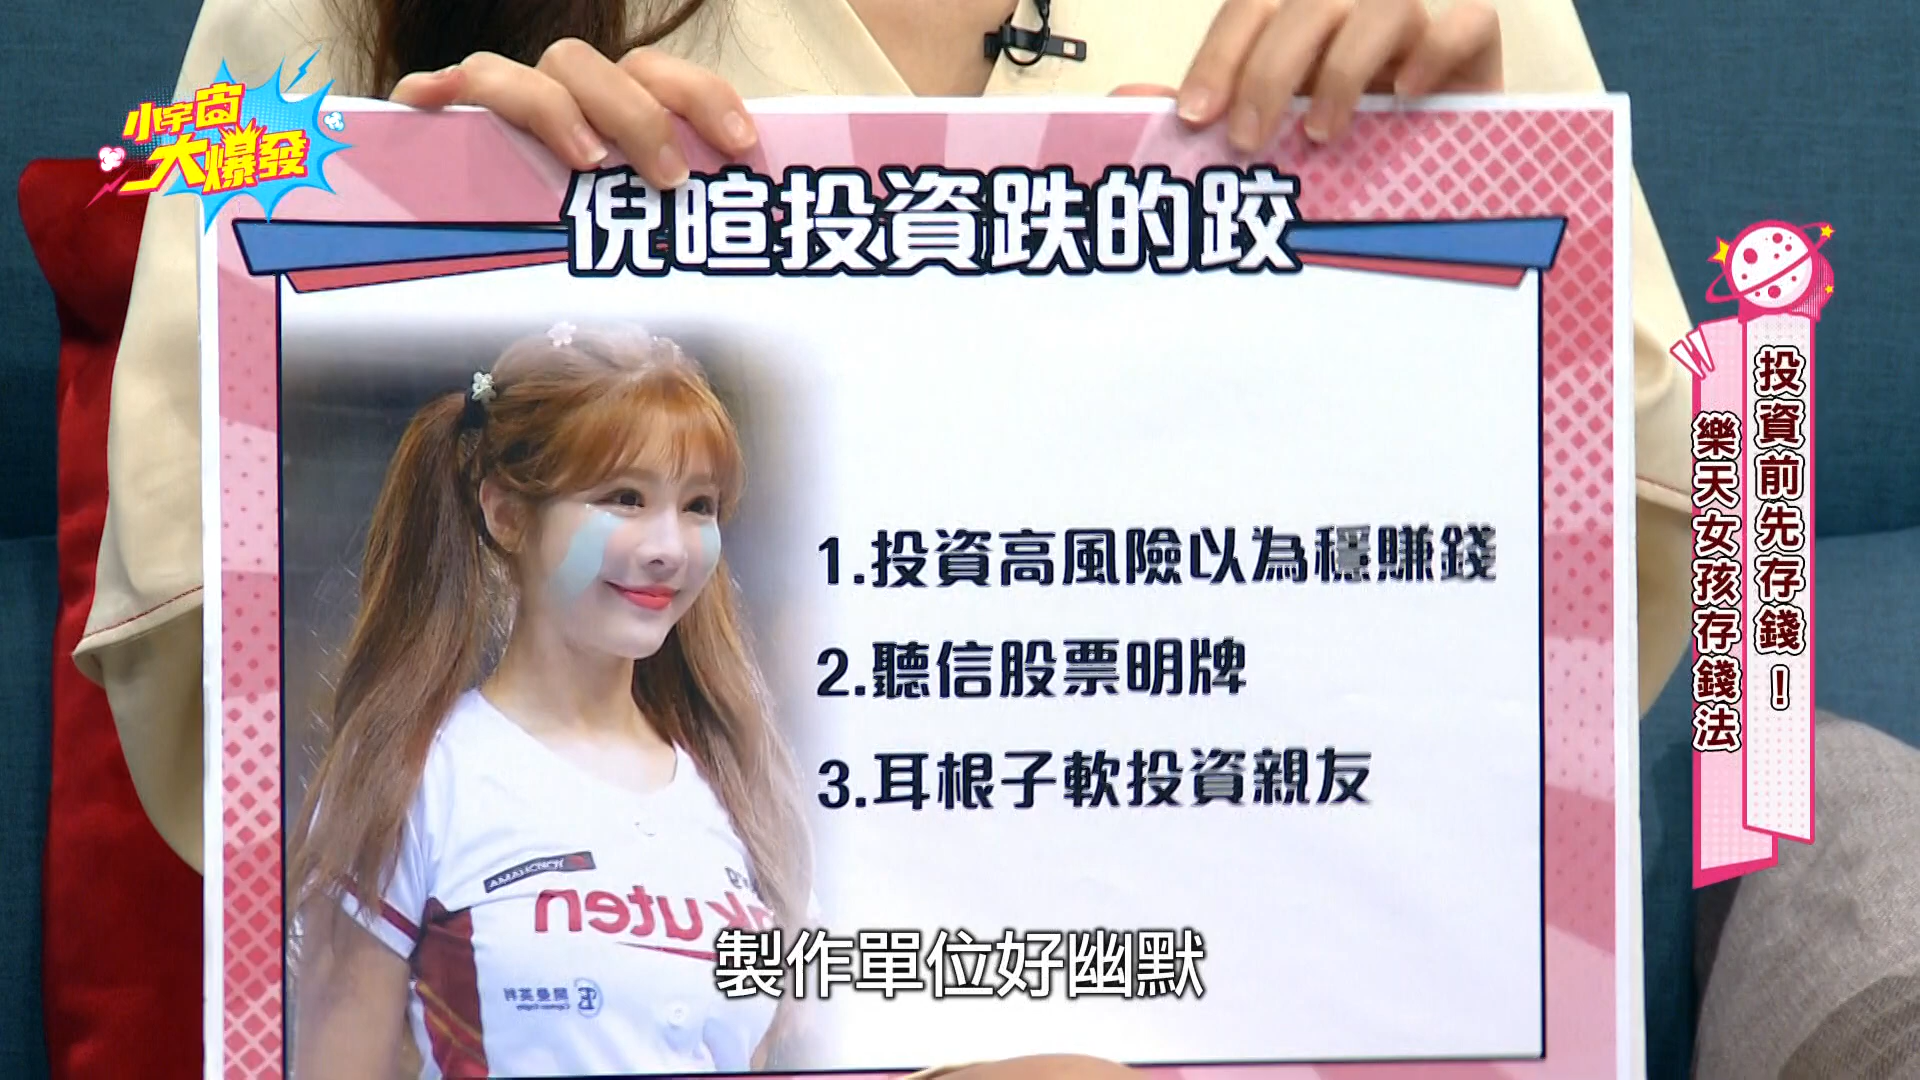 小宇宙
大爆發
倪暄投資跌的跤
1.投資高風險以為穩賺錢
2.聽信股票明牌
3.耳根子軟投資親友
投資前先存錢！
樂天女孩存錢法
製作單位好幽默